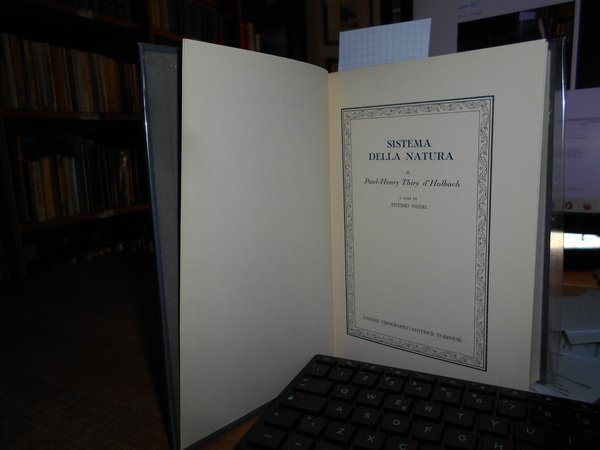 SISTEMA
DELLA NATURA
di
Paul-Henry Thiry d'Holbach
A CURA DI
ANTIMO NEGRI
UNIONE TIPOGRAFICO-EDITRICE TORINESE
Q W E R T Y U
A S D F G H
Z X C